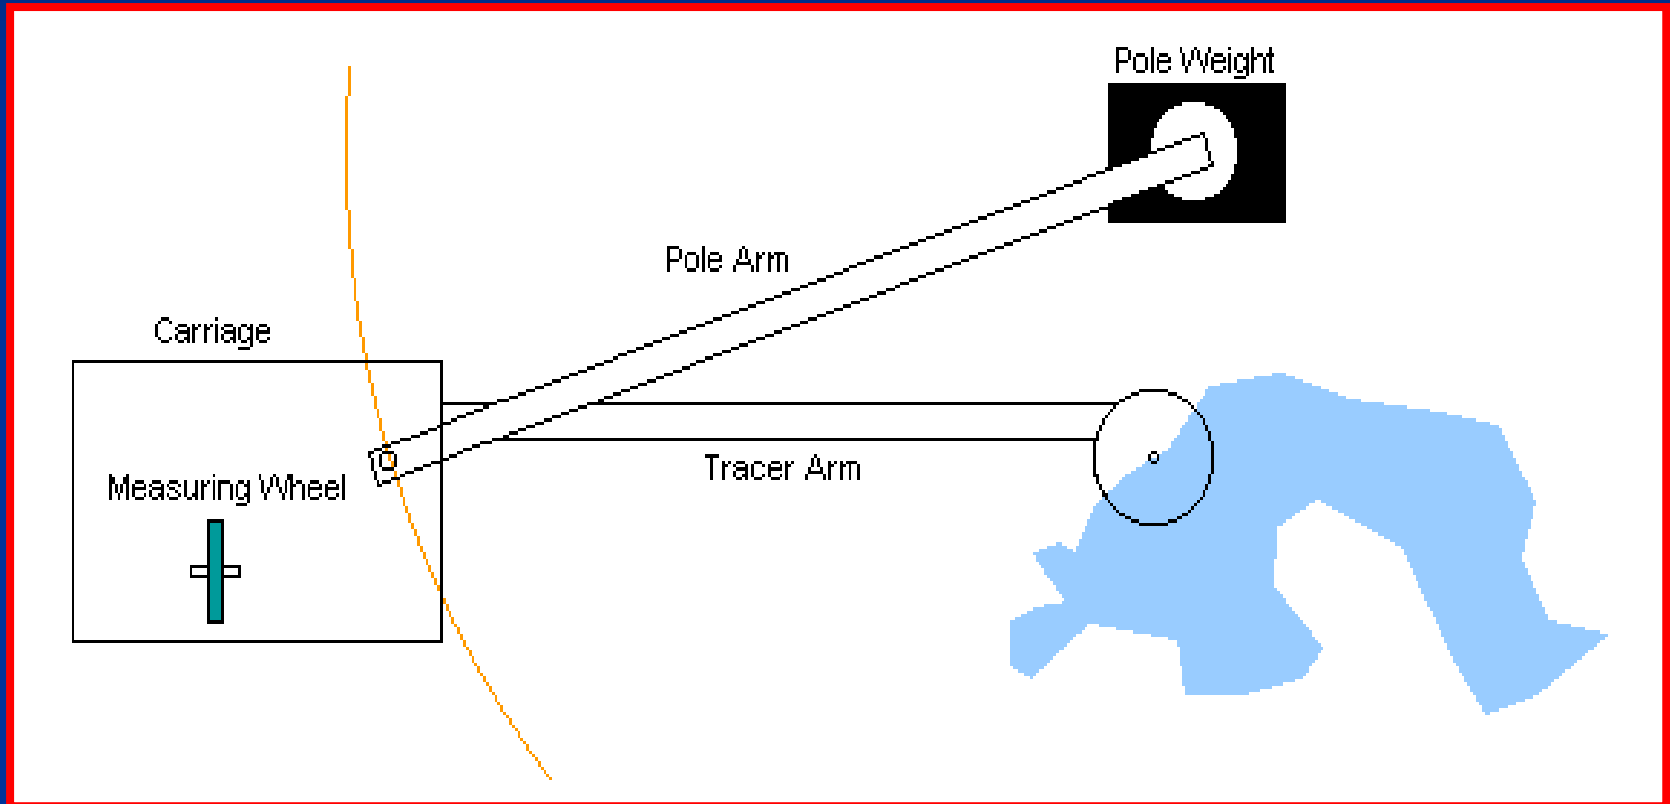 Pole Weight
Pole Arm
Carriage
Tracer Arm
Measuring Wheel